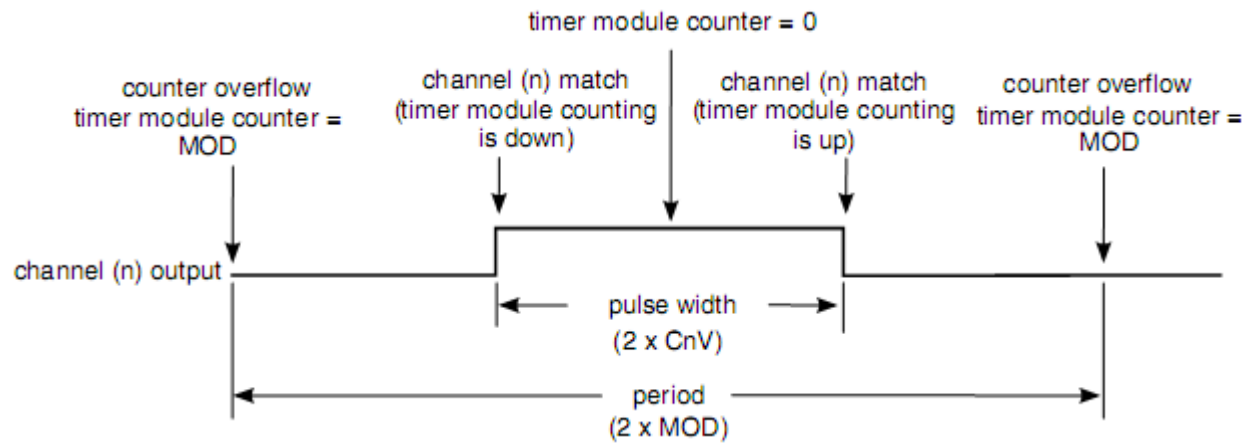 timer module counter = 0
counter overflow
timer module counter =
MOD
channel (n) match
(timer module counting
is down)
channel (n) match
(timer module counting
is up)
counter overflow
timer module counter =
MOD
channel (n) output
pulse width
(2 x CnV)
period
(2 x MOD)